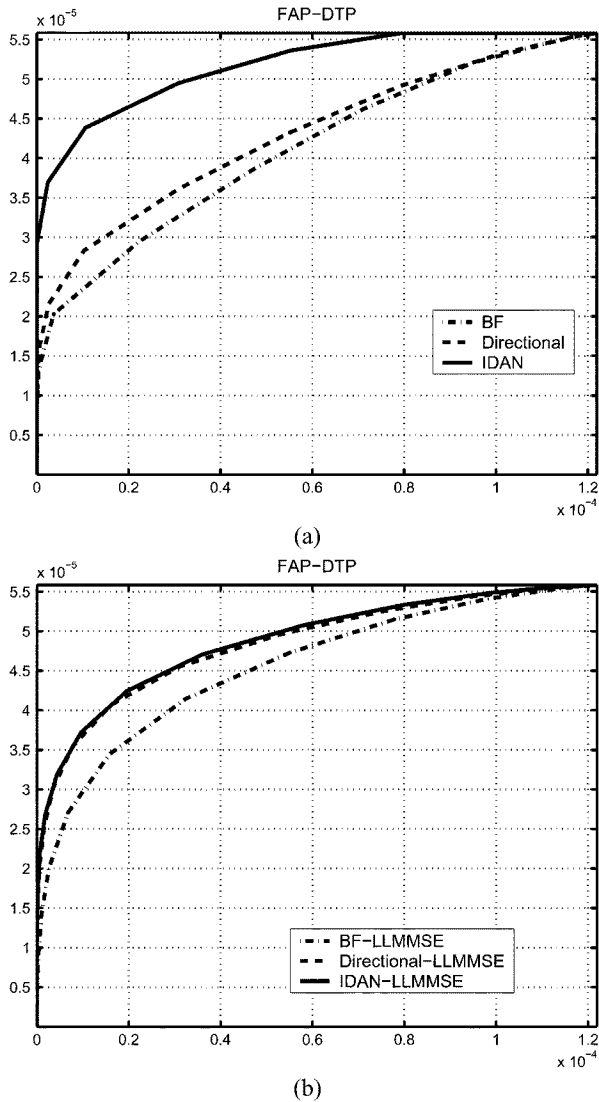 FAP-DTP
x 10⁻⁵
5.5
5
4.5
4
3.5
3
2.5
2
1.5
1
0.5
BF
Directional
IDAN
0 0.2 0.4 0.6 0.8 1 1.2
x 10⁻⁴
(a)
FAP-DTP
x 10⁻⁵
5.5
5
4.5
4
3.5
3
2.5
2
1.5
1
0.5
BF-LLMMSE
Directional-LLMMSE
IDAN-LLMMSE
0 0.2 0.4 0.6 0.8 1 1.2
x 10⁻⁴
(b)